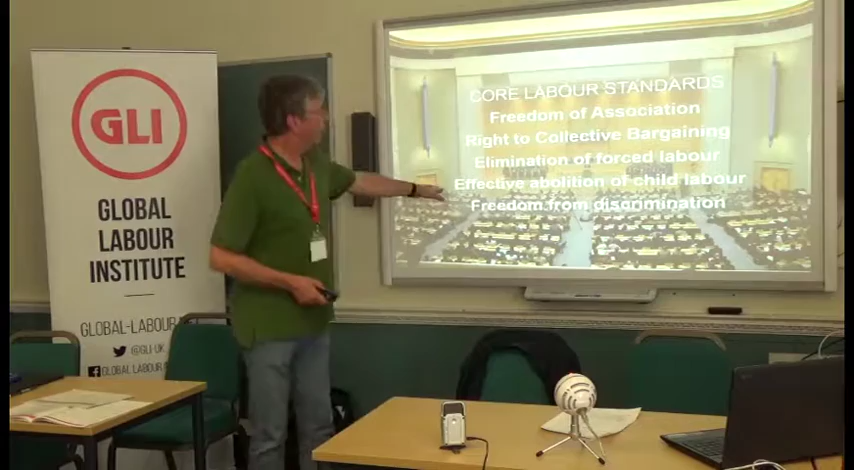 GLI
GLOBAL
LABOUR
INSTITUTE
GLOBAL-LABOUR
@GLI-UK
GLOBAL LABOUR
CORE LABOUR STANDARDS
Freedom of Association
Right to Collective Bargaining
Elimination of forced labour
Effective abolition of child labour
Freedom from discrimination